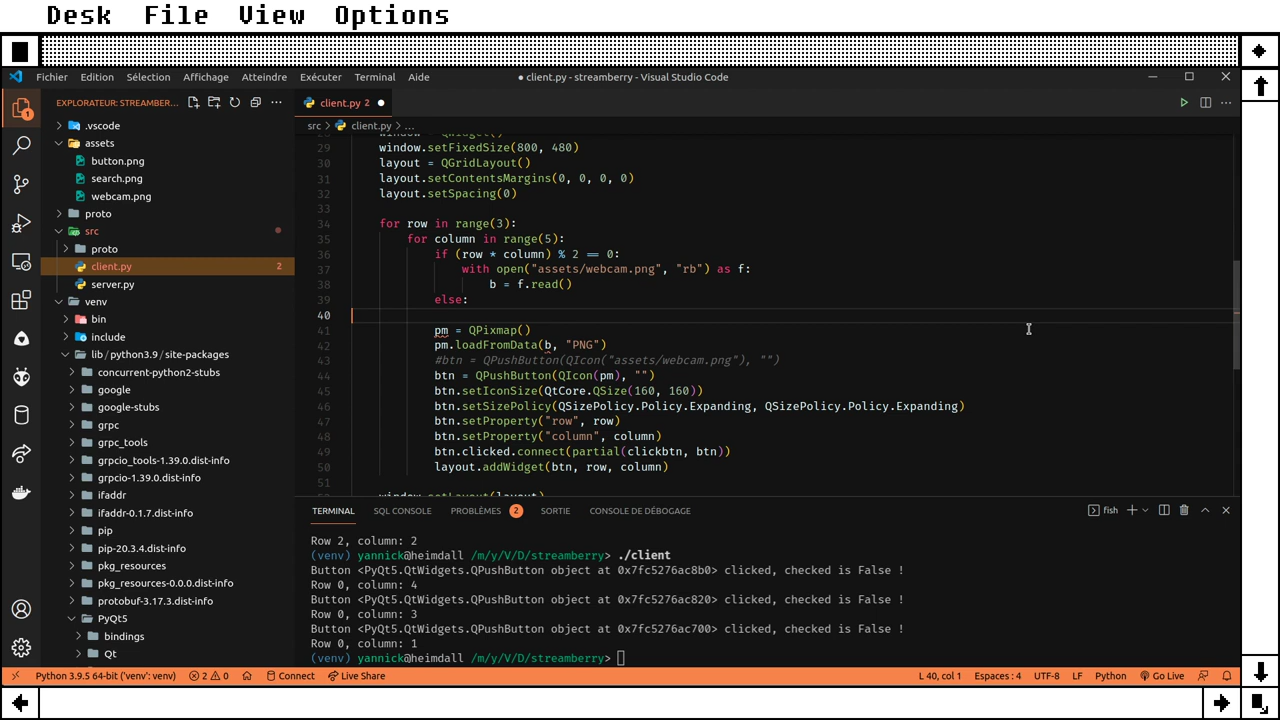 Desk File View Options
Fichier Edition Sélection Affichage Atteindre Exécuter Terminal Aide
● client.py - streamberry - Visual Studio Code
EXPLORATEUR: STREAMBER...
.vscode
assets
button.png
search.png
webcam.png
proto
src
proto
client.py 2
server.py
venv
bin
include
lib / python3.9 / site-packages
concurrent-python2-stubs
google
google-stubs
grpc
grpc_tools
grpcio_tools-1.39.0.dist-info
grpcio-1.39.0.dist-info
ifaddr
ifaddr-0.1.7.dist-info
pip
pip-20.3.4.dist-info
pkg_resources
pkg_resources-0.0.0.dist-info
protobuf-3.17.3.dist-info
PyQt5
bindings
Qt
client.py 2 ●
src > client.py > ...
28 window = QWidget()
29 window.setFixedSize(800, 480)
30 layout = QGridLayout()
31 layout.setContentsMargins(0, 0, 0, 0)
32 layout.setSpacing(0)
33
34 for row in range(3):
35 for column in range(5):
36 if (row * column) % 2 == 0:
37 with open("assets/webcam.png", "rb") as f:
38 b = f.read()
39 else:
40
41 pm = QPixmap()
42 pm.loadFromData(b, "PNG")
43 #btn = QPushButton(QIcon("assets/webcam.png"), "")
44 btn = QPushButton(QIcon(pm), "")
45 btn.setIconSize(QtCore.QSize(160, 160))
46 btn.setSizePolicy(QSizePolicy.Policy.Expanding, QSizePolicy.Policy.Expanding)
47 btn.setProperty("row", row)
48 btn.setProperty("column", column)
49 btn.clicked.connect(partial(clickbtn, btn))
50 layout.addWidget(btn, row, column)
51
window.setLayout(layout)
TERMINAL SQL CONSOLE PROBLÈMES 2 SORTIE CONSOLE DE DÉBOGAGE fish
Row 2, column: 2
(venv) yannick@heimdall /m/y/V/D/streamberry> ./client
Button <PyQt5.QtWidgets.QPushButton object at 0x7fc5276ac8b0> clicked, checked is False !
Row 0, column: 4
Button <PyQt5.QtWidgets.QPushButton object at 0x7fc5276ac820> clicked, checked is False !
Row 0, column: 3
Button <PyQt5.QtWidgets.QPushButton object at 0x7fc5276ac700> clicked, checked is False !
Row 0, column: 1
(venv) yannick@heimdall /m/y/V/D/streamberry>
Python 3.9.5 64-bit ('venv': venv) 2 0 Connect Live Share L 40, col 1 Espaces : 4 UTF-8 LF Python Go Live